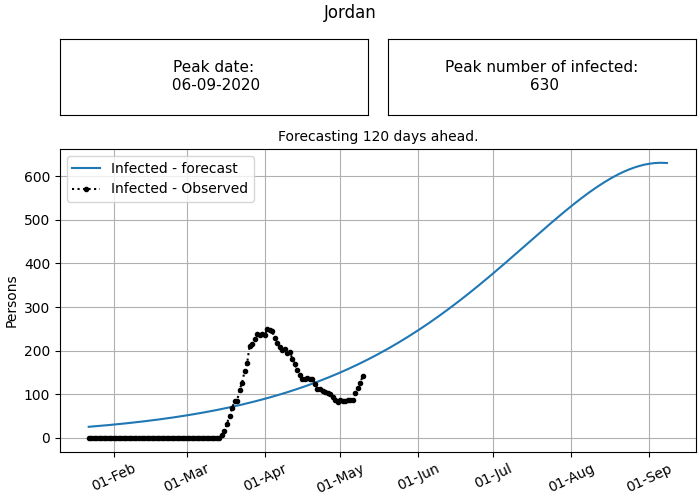 Jordan
Peak date:
06-09-2020
Peak number of infected:
630
Forecasting 120 days ahead.
Infected - forecast
Infected - Observed
Persons
600
500
400
300
200
100
0
01-Feb
01-Mar
01-Apr
01-May
01-Jun
01-Jul
01-Aug
01-Sep